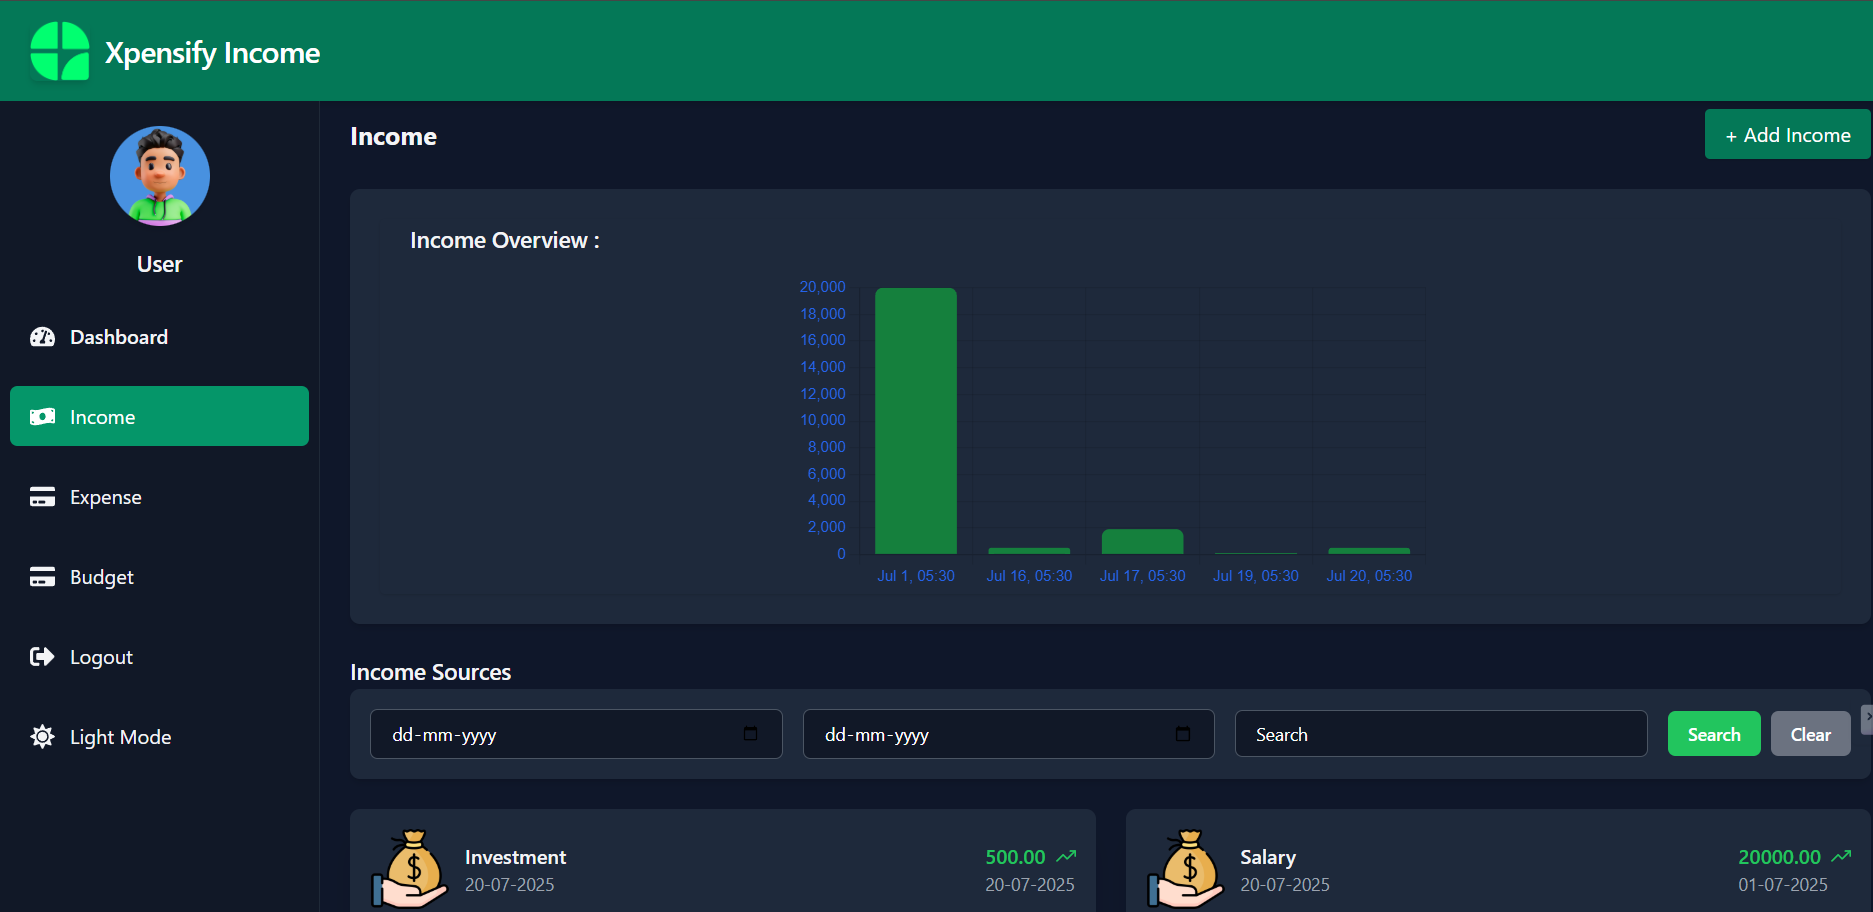 Xpensify Income
User
Dashboard
Income
Expense
Budget
Logout
Light Mode
Income
+ Add Income
Income Overview :
20,000
18,000
16,000
14,000
12,000
10,000
8,000
6,000
4,000
2,000
0
Jul 1, 05:30 Jul 16, 05:30 Jul 17, 05:30 Jul 19, 05:30 Jul 20, 05:30
Income Sources
dd-mm-yyyy dd-mm-yyyy Search Search Clear
$ Investment 500.00
20-07-2025 20-07-2025
$ Salary 20000.00
20-07-2025 01-07-2025